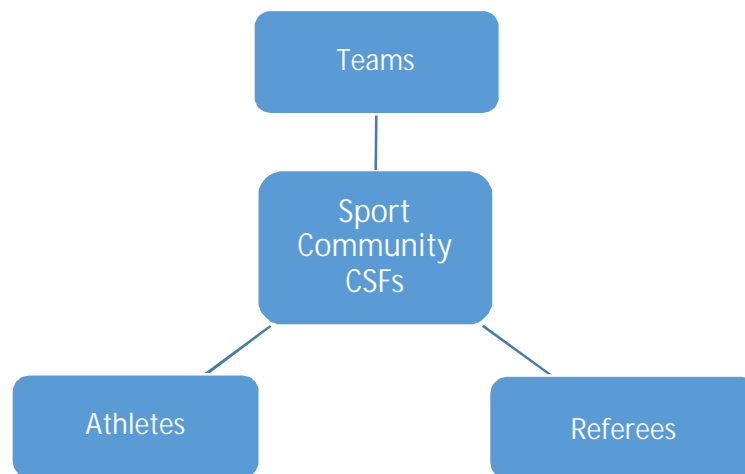 Teams
Sport
Community
CSFs
Athletes
Referees